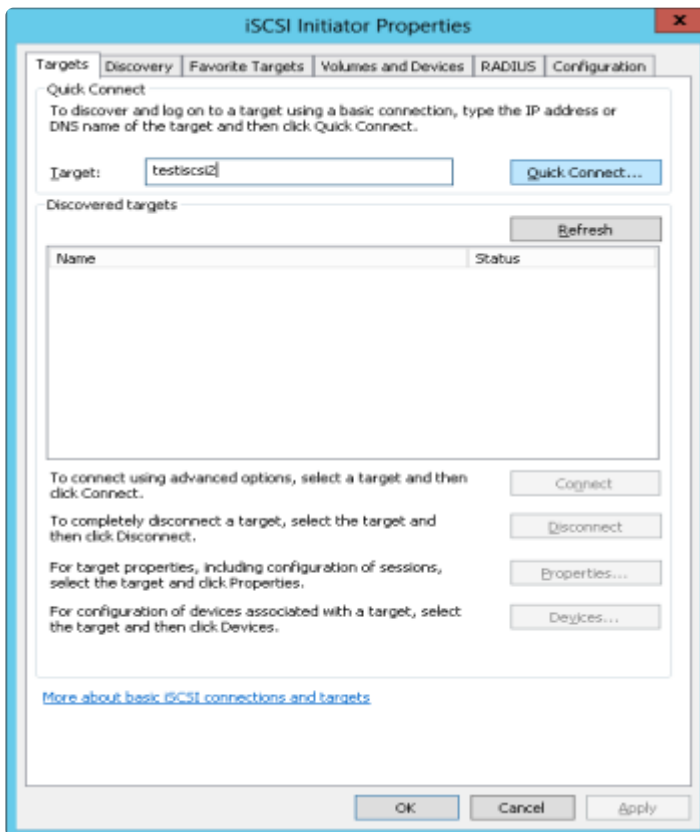 iSCSI Initiator Properties
x
Targets Discovery Favorite Targets Volumes and Devices RADIUS Configuration
Quick Connect
To discover and log on to a target using a basic connection, type the IP address or
DNS name of the target and then click Quick Connect.
Target: testiscsi2 Quick Connect...
Discovered targets
Refresh
Name Status
To connect using advanced options, select a target and then
click Connect.
Connect
To completely disconnect a target, select the target and
then click Disconnect.
Disconnect
For target properties, including configuration of sessions,
select the target and click Properties.
Properties...
For configuration of devices associated with a target, select
the target and then click Devices.
Devices...
More about basic iSCSI connections and targets
OK Cancel Apply